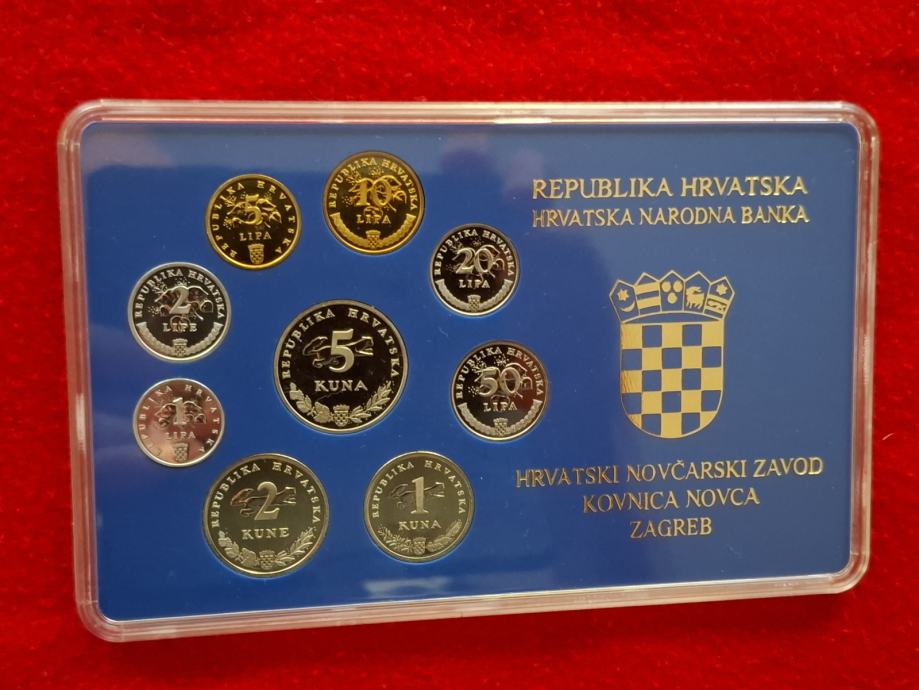 REPUBLIKA HRVATSKA
5
LIPA
REPUBLIKA HRVATSKA
10
LIPA
REPUBLIKA HRVATSKA
20
LIPA
REPUBLIKA HRVATSKA
2
LIPE
REPUBLIKA HRVATSKA
5
KUNA
REPUBLIKA HRVATSKA
50
LIPA
REPUBLIKA HRVATSKA
1
LIPA
REPUBLIKA HRVATSKA
2
KUNE
REPUBLIKA HRVATSKA
1
KUNA
REPUBLIKA HRVATSKA
HRVATSKA NARODNA BANKA
HRVATSKI NOVČARSKI ZAVOD
KOVNICA NOVCA
ZAGREB